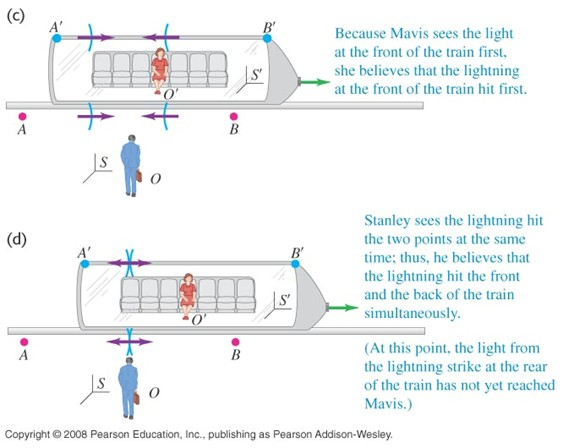 (c)
A′
B′
Because Mavis sees the light
at the front of the train first,
she believes that the lightning
at the front of the train hit first.
S′
O′
A
B
S
O
(d)
A′
B′
Stanley sees the lightning hit
the two points at the same
time; thus, he believes that
the lightning hit the front
and the back of the train
simultaneously.
S′
O′
A
B
(At this point, the light from
the lightning strike at the rear
of the train has not yet reached
Mavis.)
S
O
Copyright © 2008 Pearson Education, Inc., publishing as Pearson Addison-Wesley.